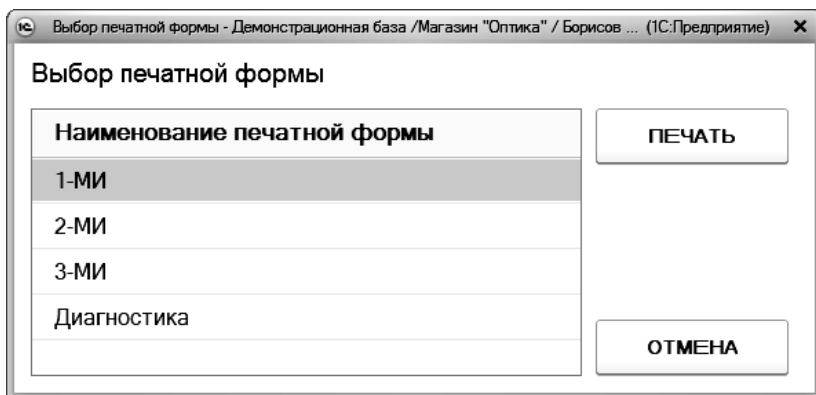 1С Выбор печатной формы - Демонстрационная база /Магазин "Оптика" / Борисов ... (1С:Предприятие) ×
Выбор печатной формы
Наименование печатной формы
ПЕЧАТЬ
1-МИ
2-МИ
3-МИ
Диагностика
ОТМЕНА